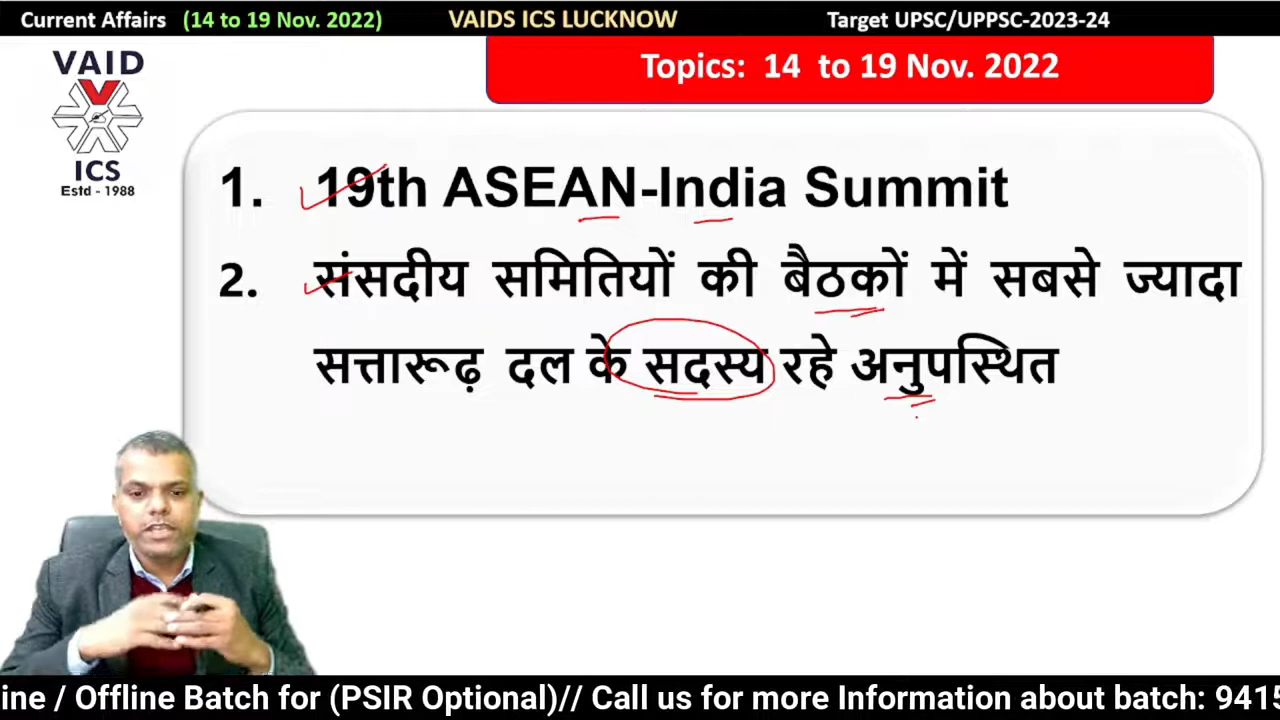 Current Affairs (14 to 19 Nov. 2022) VAIDS ICS LUCKNOW Target UPSC/UPPSC-2023-24
VAID
ICS
Estd - 1988
Topics: 14 to 19 Nov. 2022
1. 19th ASEAN-India Summit
2. संसदीय समितियों की बैठकों में सबसे ज्यादा
सत्तारूढ़ दल के सदस्य रहे अनुपस्थित
ine / Offline Batch for (PSIR Optional)// Call us for more Information about batch: 9415